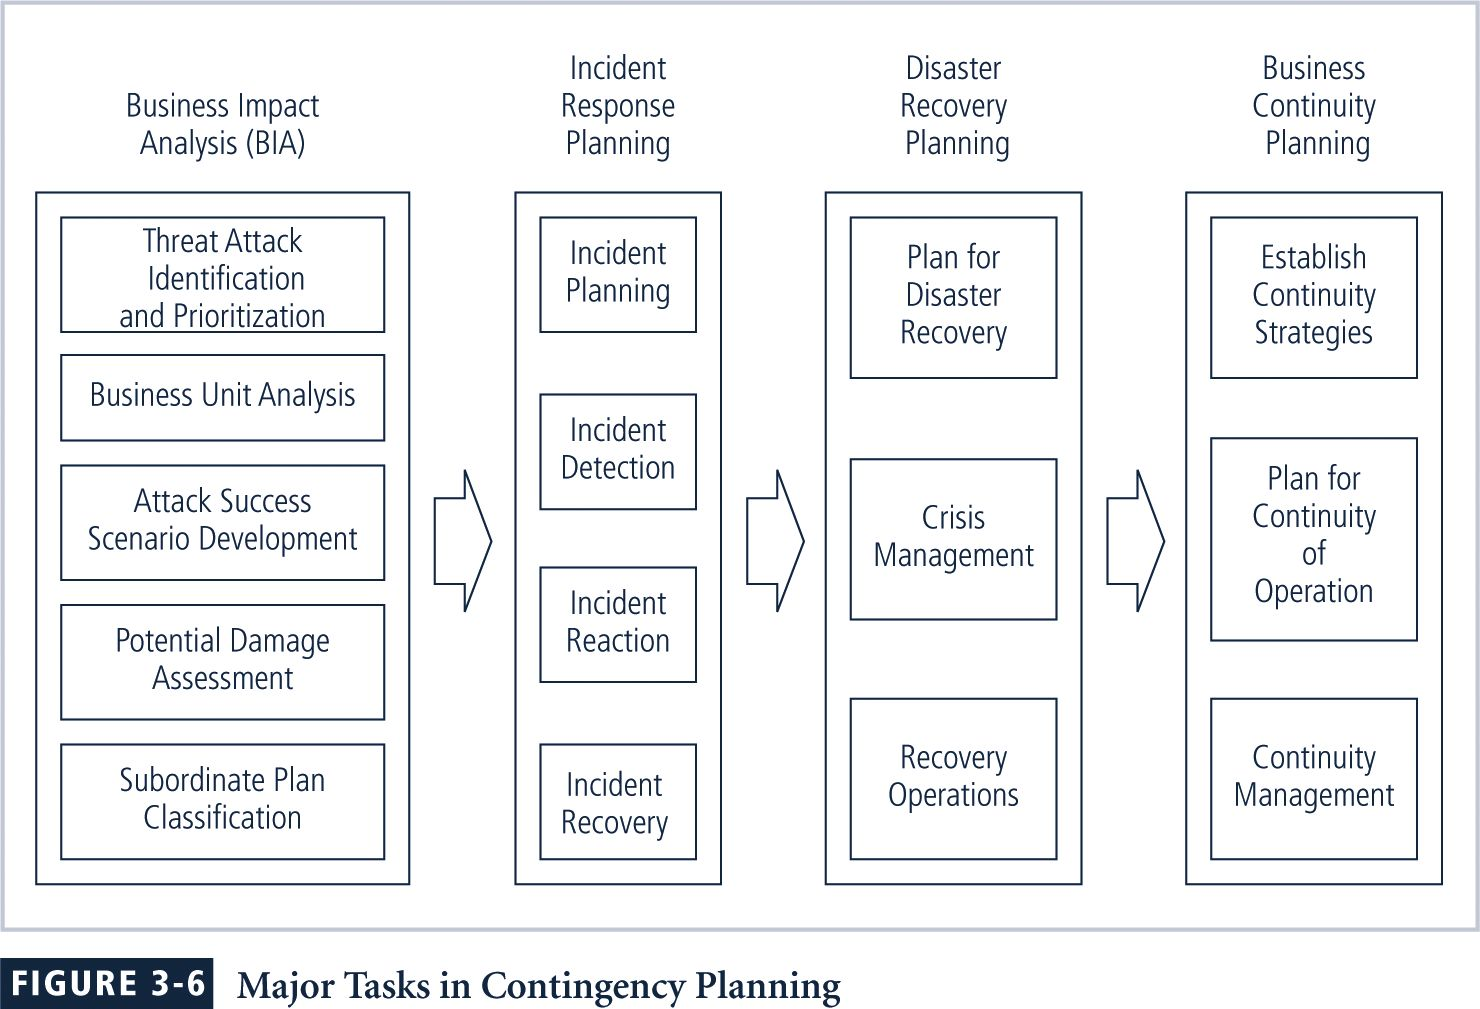 Business Impact
Analysis (BIA)
Threat Attack
Identification
and Prioritization
Business Unit Analysis
Attack Success
Scenario Development
Potential Damage
Assessment
Subordinate Plan
Classification
Incident
Response
Planning
Incident
Planning
Incident
Detection
Incident
Reaction
Incident
Recovery
Disaster
Recovery
Planning
Plan for
Disaster
Recovery
Crisis
Management
Recovery
Operations
Business
Continuity
Planning
Establish
Continuity
Strategies
Plan for
Continuity
of
Operation
Continuity
Management
FIGURE 3-6 Major Tasks in Contingency Planning